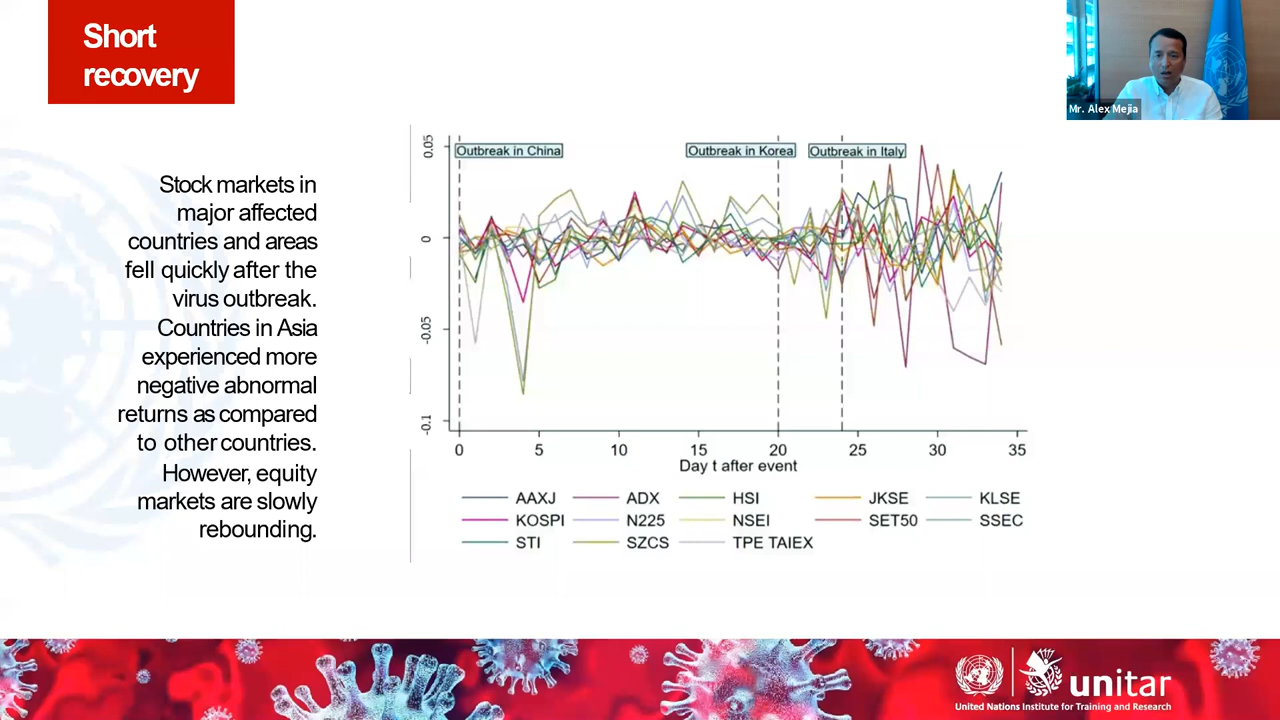 Short
recovery
Mr. Alex Mejia
Stock markets in
major affected
countries and areas
fell quickly after the
virus outbreak.
Countries in Asia
experienced more
negative abnormal
returns as compared
to other countries.
However, equity
markets are slowly
rebounding.
0.05
0
-0.05
-0.1
Outbreak in China
Outbreak in Korea
Outbreak in Italy
0 5 10 15 20 25 30 35
Day t after event
AAXJ ADX HSI JKSE KLSE
KOSPI N225 NSEI SET50 SSEC
STI SZCS TPE TAIEX
unitar
United Nations Institute for Training and Research